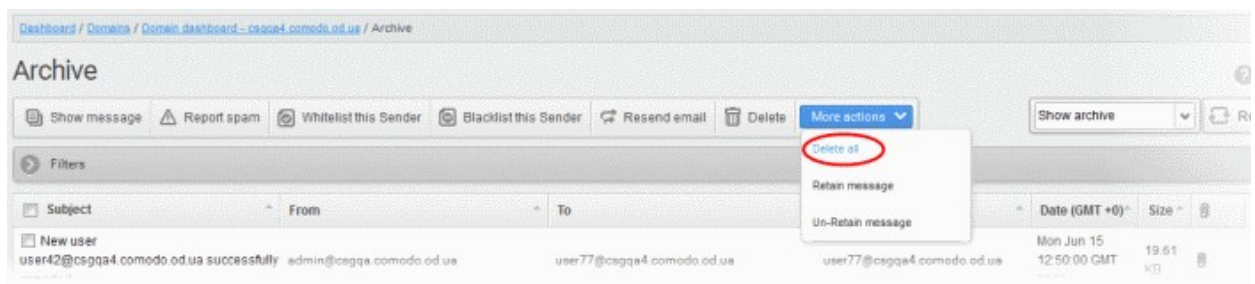 Dashboard / Domains / Domain dashboard - csgqa4.comodo.od.ua / Archive
Archive
Show message Report spam Whitelist this Sender Blacklist this Sender Resend email Delete More actions Show archive
Delete all
Filters
Retain message
Un-Retain message
Subject From To Date (GMT +0) Size
New user
user42@csgqa4.comodo.od.ua successfully admin@csgqa.comodo.od.ua user77@csgqa4.comodo.od.ua user77@csgqa4.comodo.od.ua
Mon Jun 15
12:50:00 GMT
19.61
KB